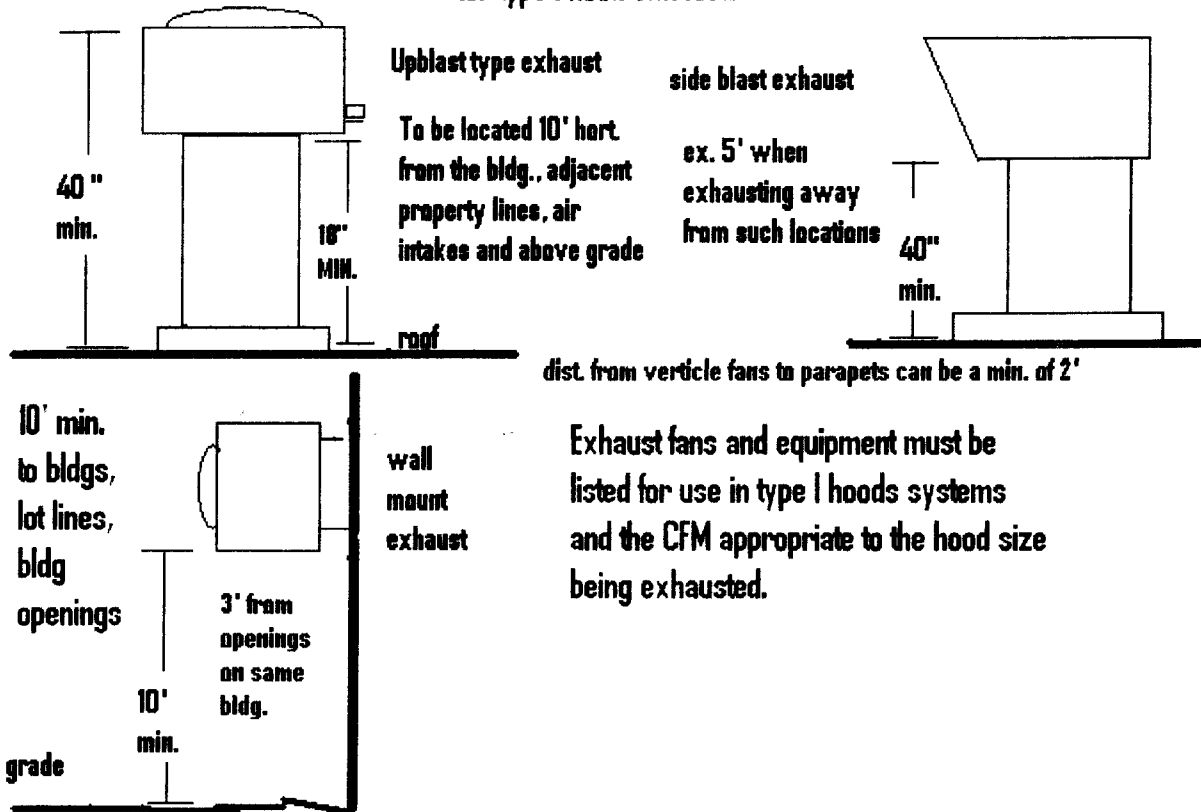 Upblast type exhaust
To be located 10' hort.
from the bldg., adjacent
property lines, air
intakes and above grade
side blast exhaust
ex. 5' when
exhausting away
from such locations
40"
min.
18"
MIN.
40"
min.
roof
dist. from verticle fans to parapets can be a min. of 2'
10' min.
to bldgs,
lot lines,
bldg
openings
wall
mount
exhaust
3' from
openings
on same
bldg.
10'
min.
grade
Exhaust fans and equipment must be
listed for use in type I hoods systems
and the CFM appropriate to the hood size
being exhausted.